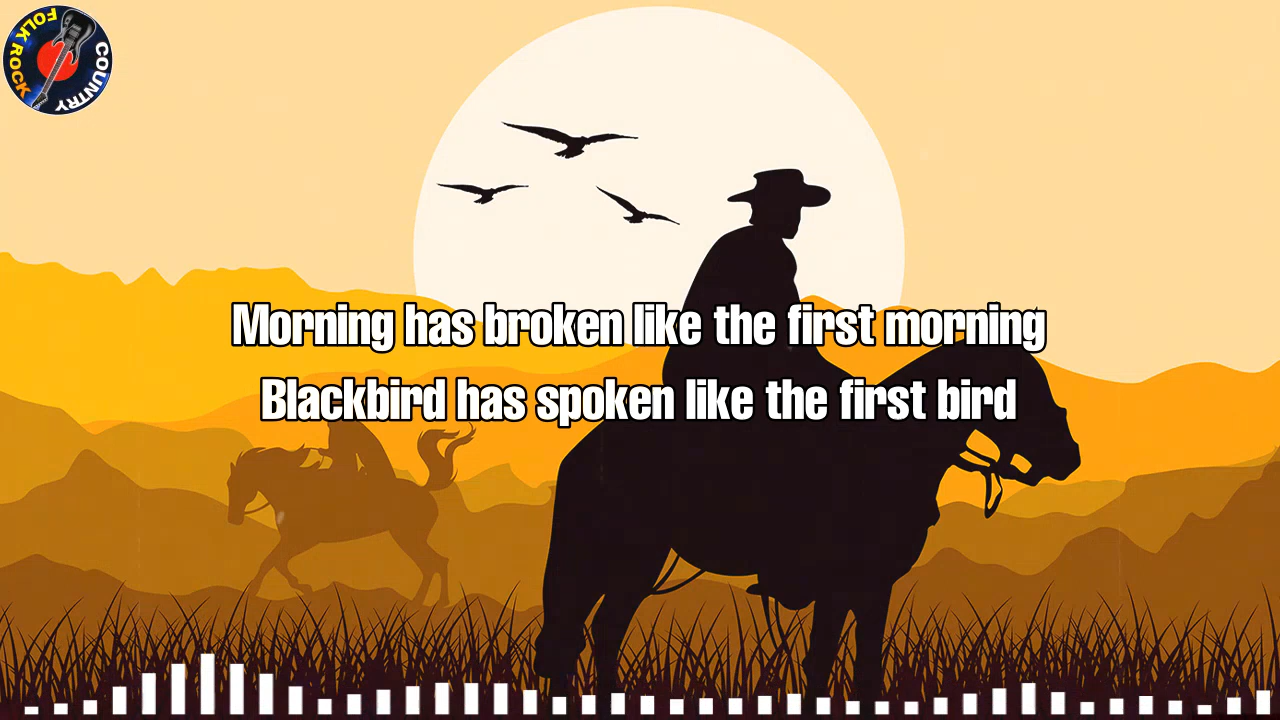 FOLK ROCK
COUNTRY
Morning has broken like the first morning
Blackbird has spoken like the first bird